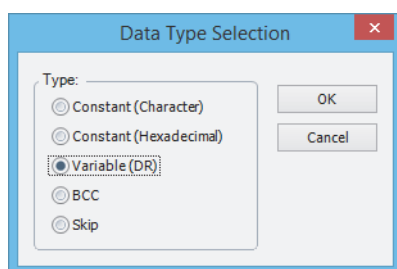 Data Type Selection
Type:
Constant (Character)
Constant (Hexadecimal)
Variable (DR)
BCC
Skip
OK
Cancel